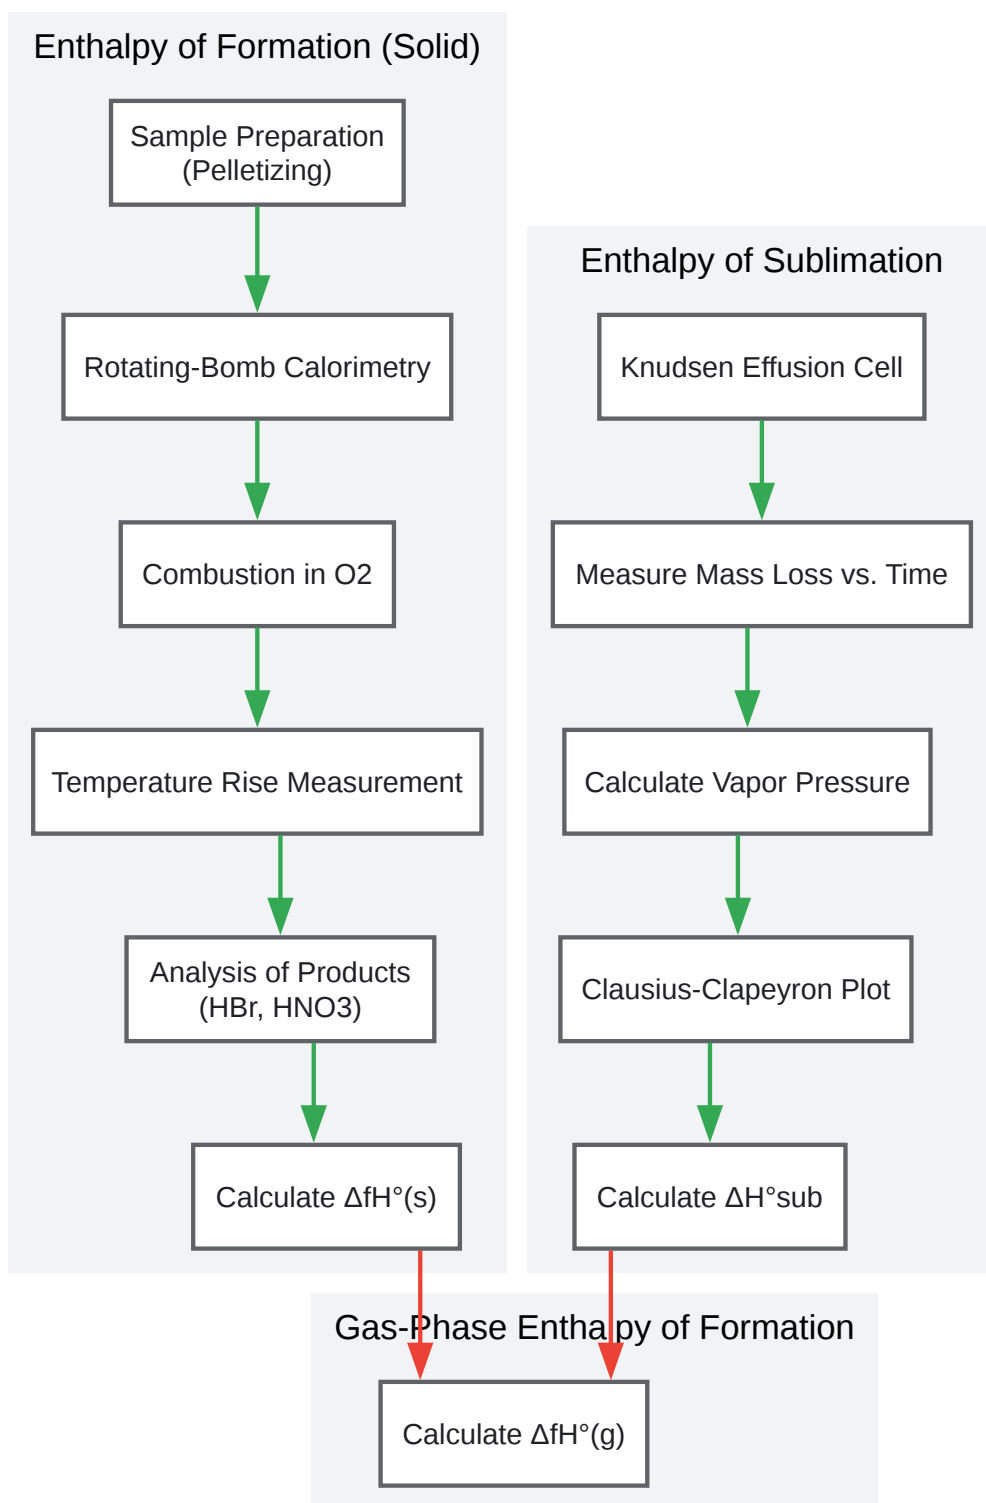 Enthalpy of Formation (Solid)
Sample Preparation
(Pelletizing)
Rotating-Bomb Calorimetry
Combustion in O2
Temperature Rise Measurement
Analysis of Products
(HBr, HNO3)
Calculate ΔfH°(s)
Enthalpy of Sublimation
Knudsen Effusion Cell
Measure Mass Loss vs. Time
Calculate Vapor Pressure
Clausius-Clapeyron Plot
Calculate ΔH°sub
Gas-Phase Enthalpy of Formation
Calculate ΔfH°(g)